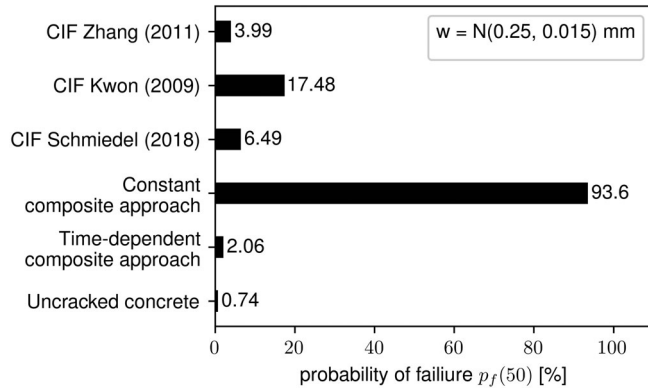 w = N(0.25, 0.015) mm
CIF Zhang (2011) 3.99
CIF Kwon (2009) 17.48
CIF Schmiedel (2018) 6.49
Constant
composite approach 93.6
Time-dependent
composite approach 2.06
Uncracked concrete 0.74
0 20 40 60 80 100
probability of failiure p_f(50) [%]